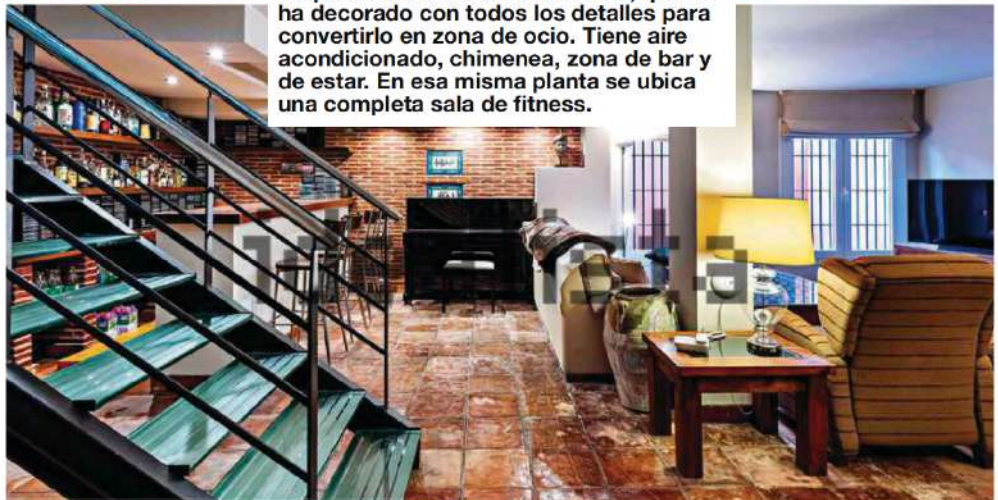 ha decorado con todos los detalles para
convertirlo en zona de ocio. Tiene aire
acondicionado, chimenea, zona de bar y
de estar. En esa misma planta se ubica
una completa sala de fitness.
idealista